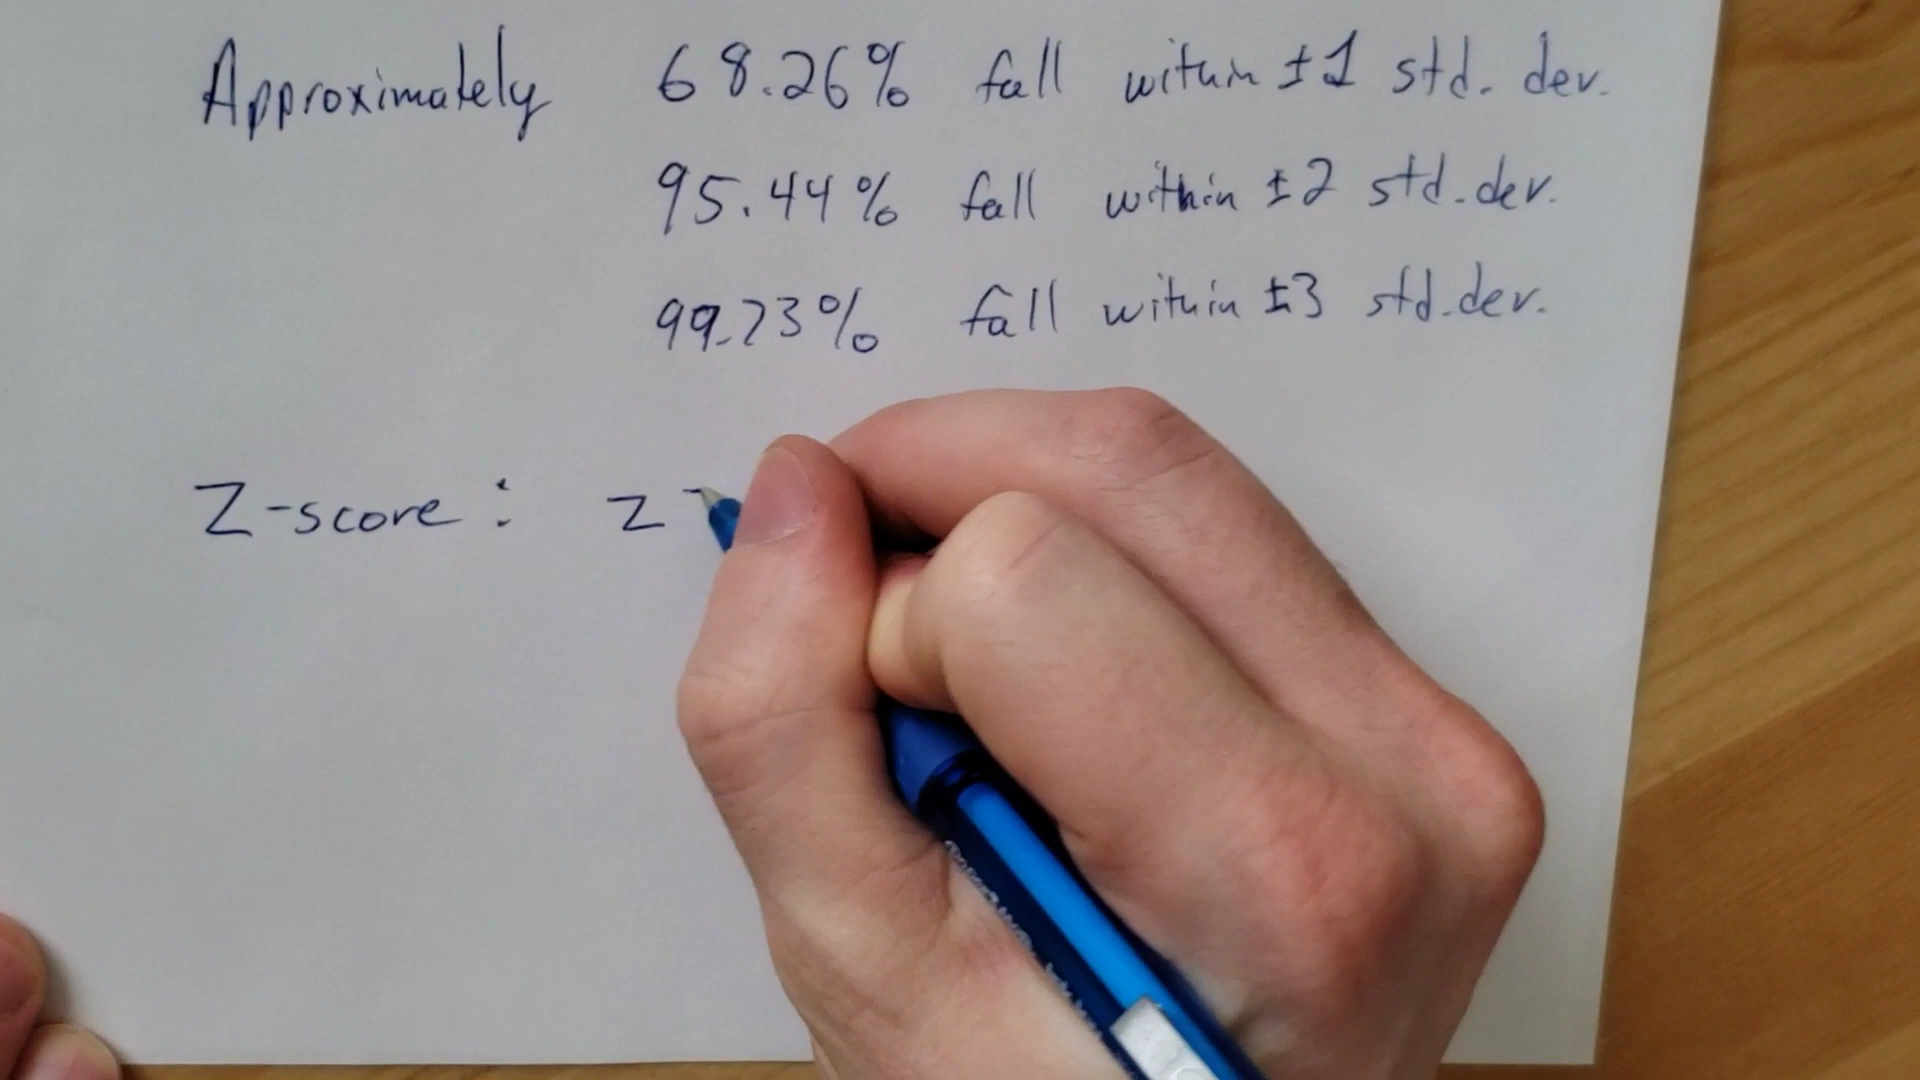 Approximately 68.26% fall within ±1 std. dev.
95.44% fall within ±2 std. dev.
99.73% fall within ±3 std. dev.
Z-score : z